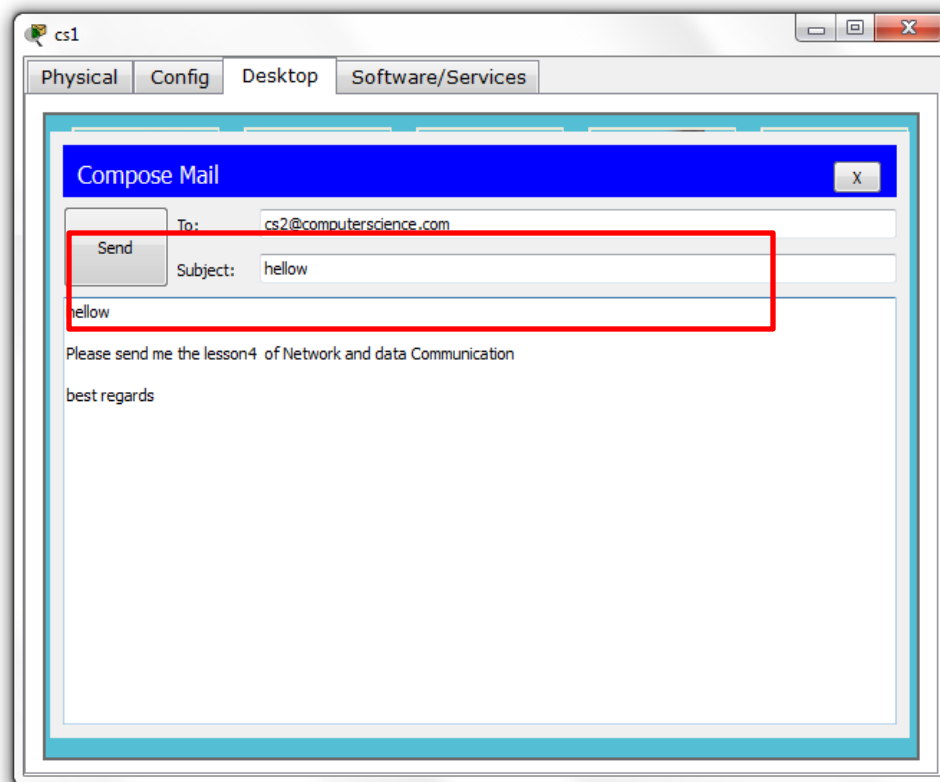 cs1
Physical Config Desktop Software/Services
Compose Mail X
Send
To: cs2@computerscience.com
Subject: hellow
hellow
Please send me the lesson4 of Network and data Communication
best regards